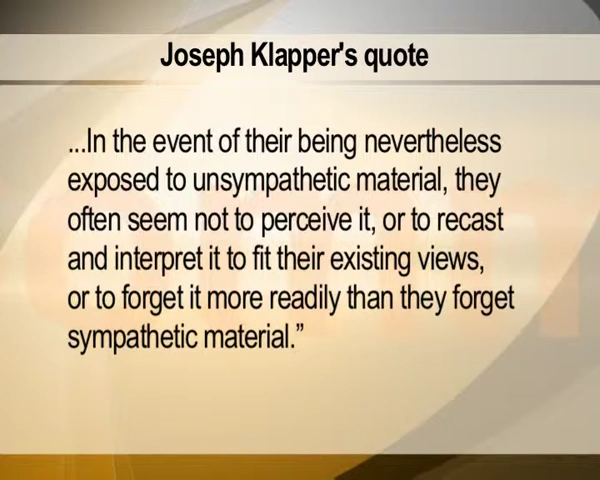 Joseph Klapper's quote
...In the event of their being nevertheless
exposed to unsympathetic material, they
often seem not to perceive it, or to recast
and interpret it to fit their existing views,
or to forget it more readily than they forget
sympathetic material.”